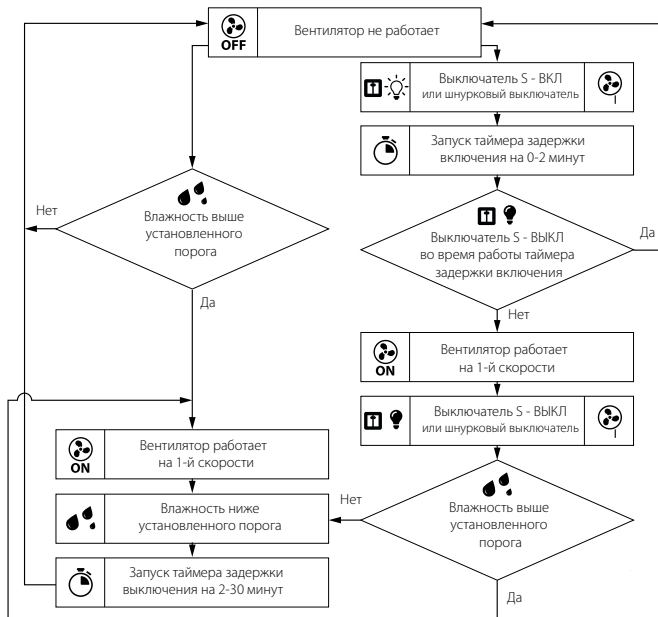 OFF
Вентилятор не работает
Выключатель S - ВКЛ
или шнурковый выключатель
Запуск таймера задержки
включения на 0-2 минут
Нет
Влажность выше
установленного
порога
Да
Выключатель S - ВЫКЛ
во время работы таймера
задержки включения
Да
Нет
ON
Вентилятор работает
на 1-й скорости
Выключатель S - ВЫКЛ
или шнурковый выключатель
ON
Вентилятор работает
на 1-й скорости
Влажность ниже
установленного порога
Нет
Влажность выше
установленного
порога
Запуск таймера задержки
выключения на 2-30 минут
Да